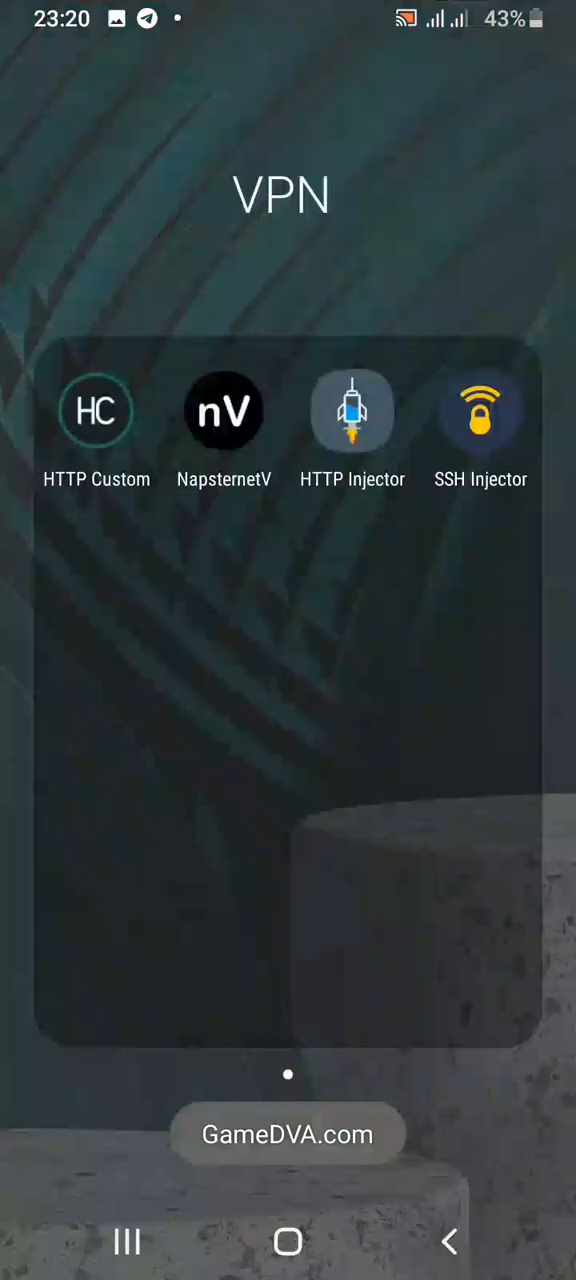 23:20 43%
VPN
HC nV
HTTP Custom NapsternetV HTTP Injector SSH Injector
GameDVA.com